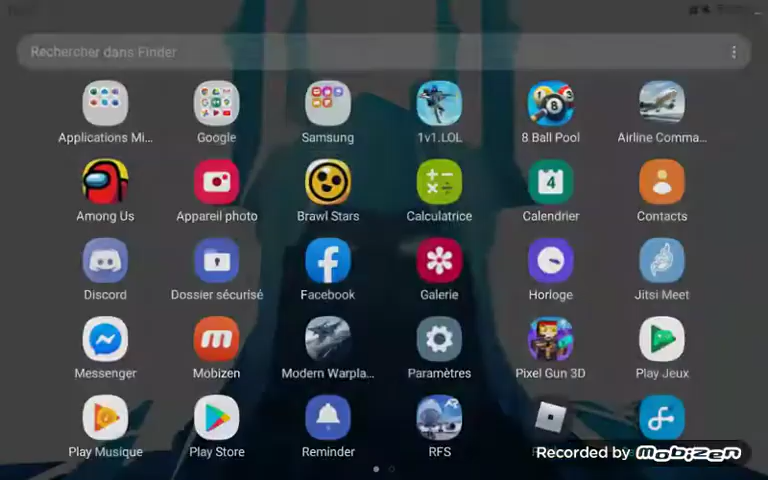 Rechercher dans Finder
Applications Mi...
Google
Samsung
1v1.LOL
8 Ball Pool
Airline Comma...
Among Us
Appareil photo
Brawl Stars
Calculatrice
Calendrier
Contacts
Discord
Dossier sécurisé
Facebook
Galerie
Horloge
Jitsi Meet
Messenger
Mobizen
Modern Warpla...
Paramètres
Pixel Gun 3D
Play Jeux
Play Musique
Play Store
Reminder
RFS
Recorded by mobizen